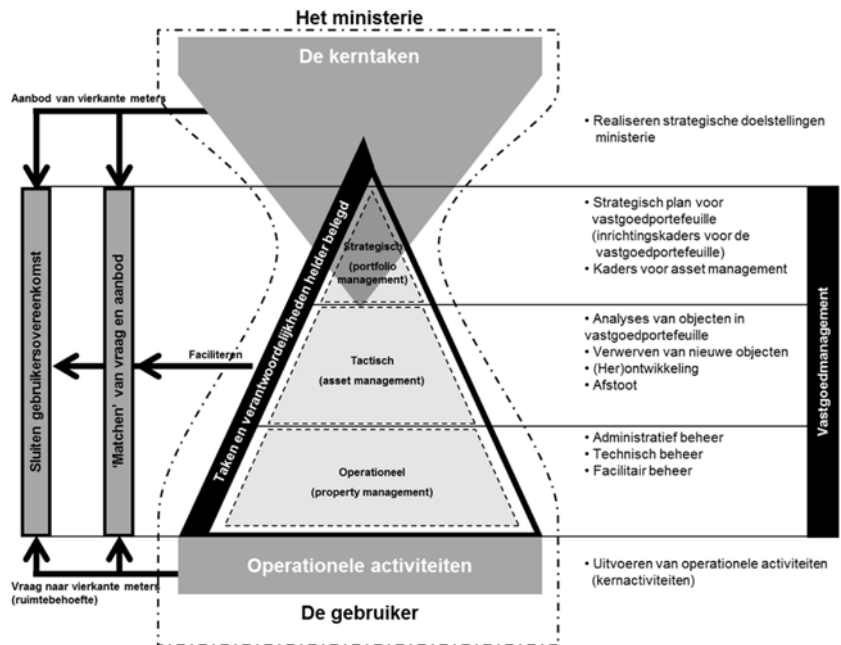 Het ministerie
De kerntaken
Aanbod van vierkante meters
• Realiseren strategische doelstellingen
ministerie
Sluiten gebruikersovereenkomst
'Matchen' van vraag en aanbod
Faciliteren
Taken en verantwoordelijkheden helder belegd
Strategisch
(portfolio
management)
• Strategisch plan voor
vastgoedportefeuille
(inrichtingskaders voor de
vastgoedportefeuille)
• Kaders voor asset management
Tactisch
(asset management)
• Analyses van objecten in
vastgoedportefeuille
• Verwerven van nieuwe objecten
• (Her)ontwikkeling
• Afstoot
Operationeel
(property management)
• Administratief beheer
• Technisch beheer
• Facilitair beheer
Vastgoedmanagement
Operationele activiteiten
• Uitvoeren van operationele activiteiten
(kernactiviteiten)
Vraag naar vierkante meters
(ruimtebehoefte)
De gebruiker